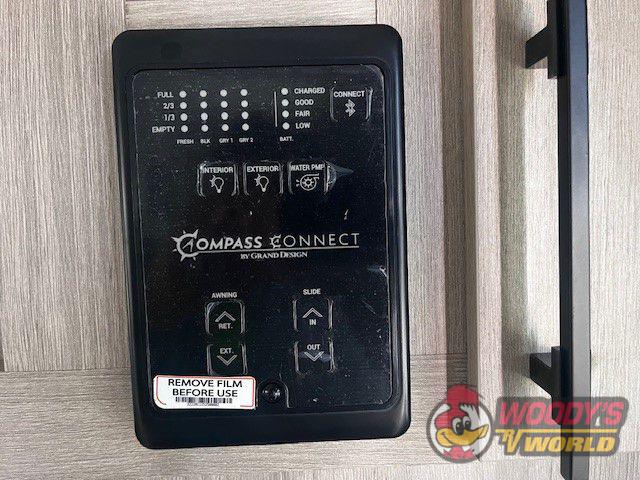 FULL
2/3
1/3
EMPTY
FRESH BLK GRY 1 GRY 2
CHARGED
GOOD
FAIR
LOW
BATT.
CONNECT
INTERIOR EXTERIOR WATER PMP
COMPASS CONNECT
BY GRAND DESIGN
AWNING SLIDE
RET. IN
EXT. OUT
REMOVE FILM
BEFORE USE
WOODY'S
RV WORLD